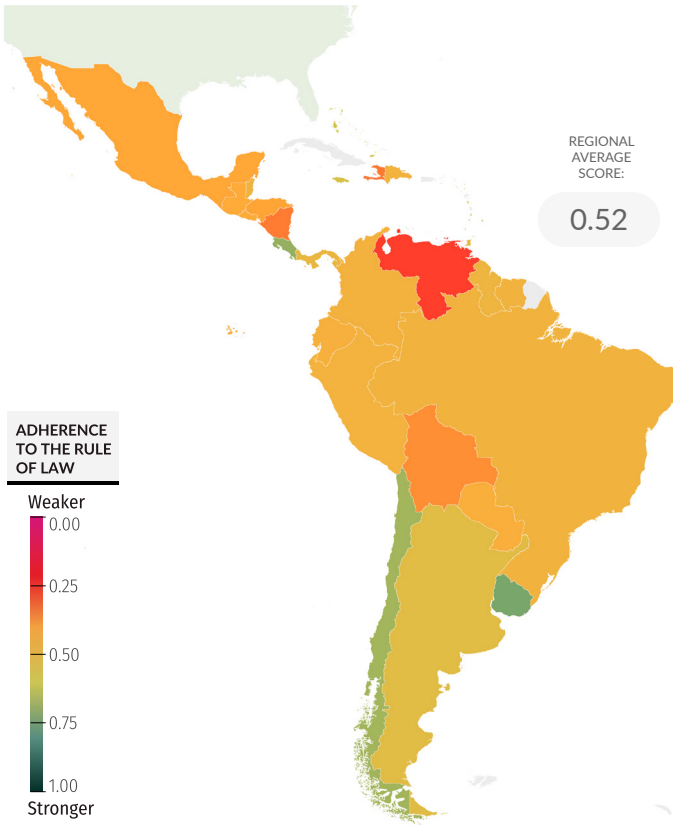 REGIONAL
AVERAGE
SCORE:
0.52
ADHERENCE
TO THE RULE
OF LAW
Weaker
0.00
0.25
0.50
0.75
1.00
Stronger